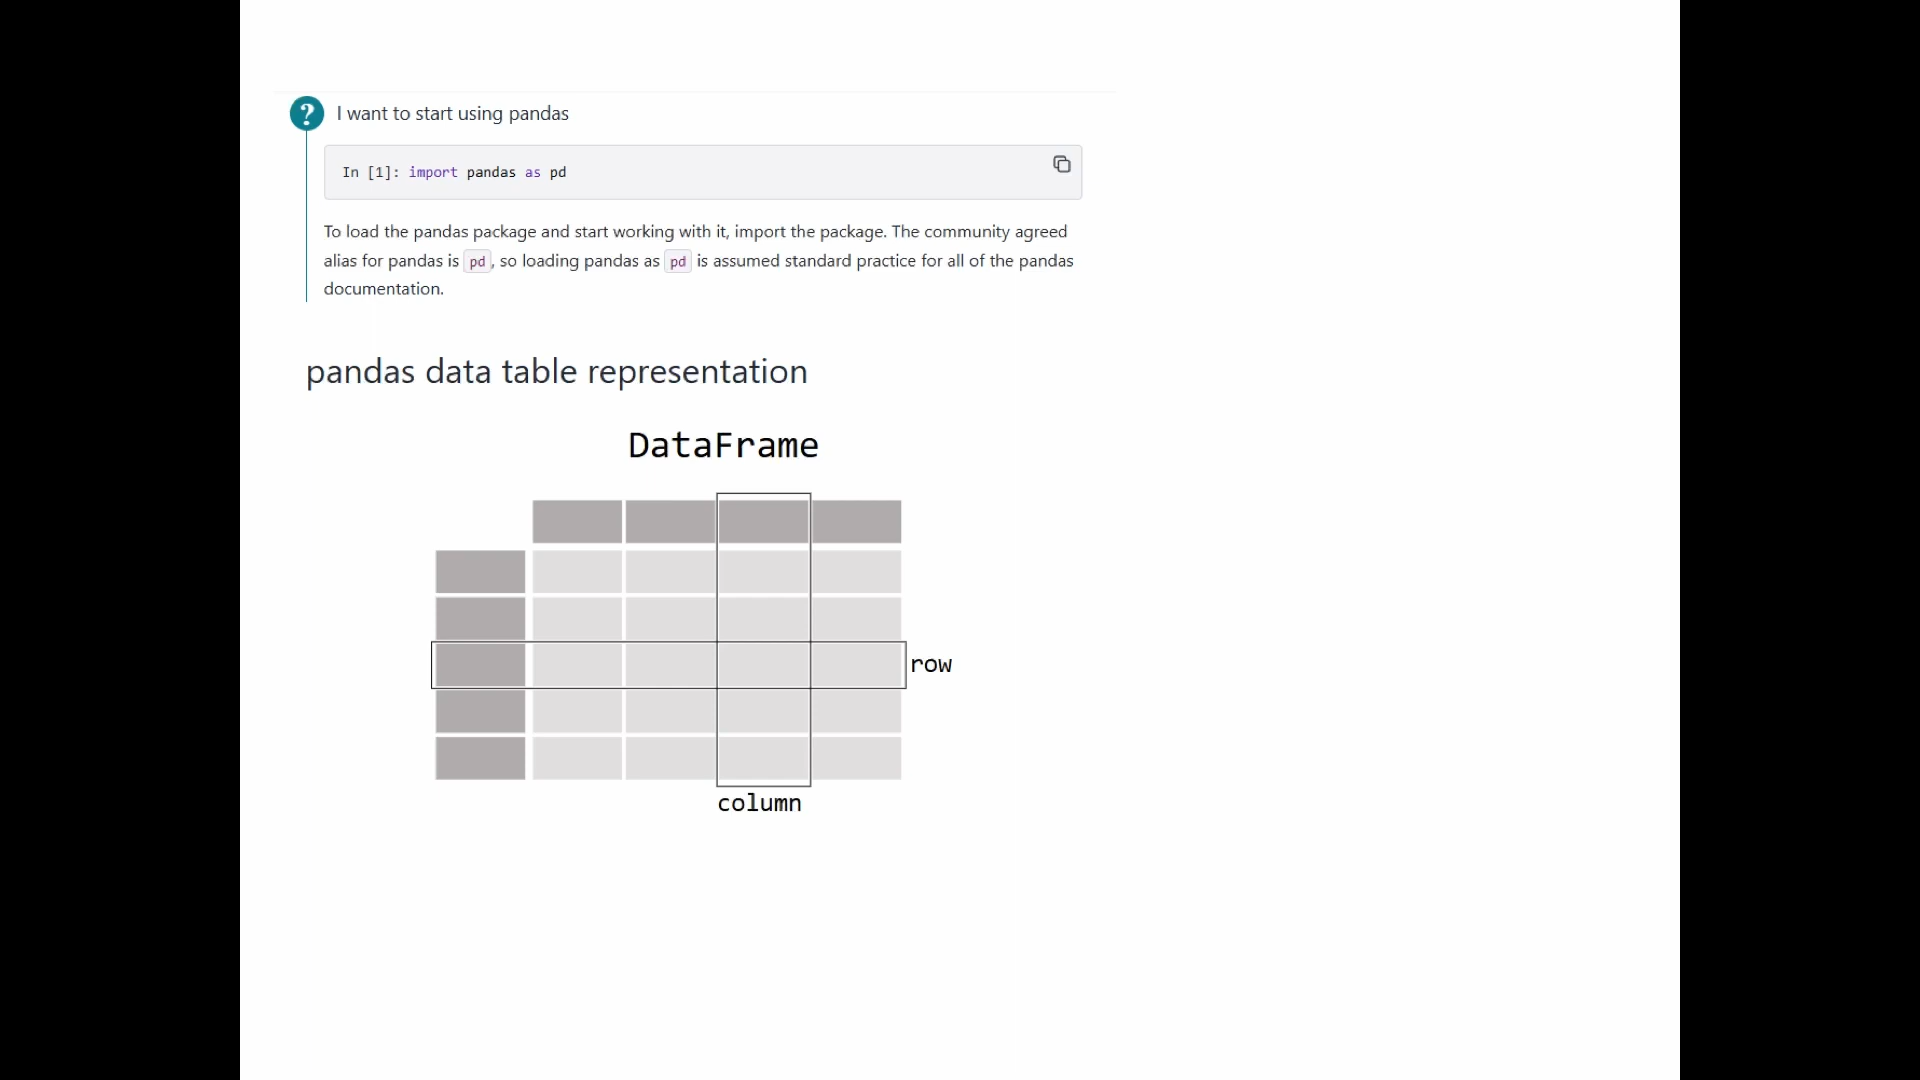 ? I want to start using pandas
In [1]: import pandas as pd
To load the pandas package and start working with it, import the package. The community agreed
alias for pandas is pd, so loading pandas as pd is assumed standard practice for all of the pandas
documentation.
pandas data table representation
DataFrame
row
column